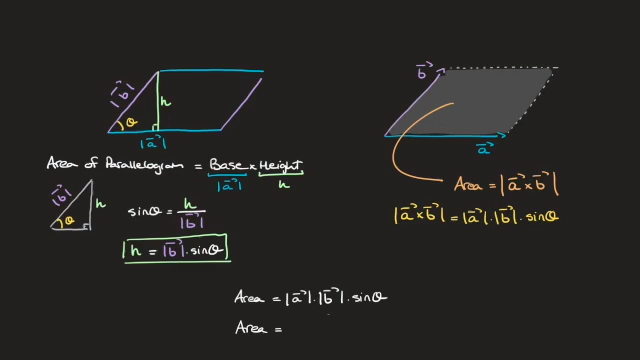 |b⃗|
h
θ
|a⃗|
Area of Parallelogram = Base × Height
|a⃗| h
|b⃗|
h
θ
sinθ = h / |b⃗|
h = |b⃗| · sinθ
b⃗
a⃗
Area = |a⃗ × b⃗|
|a⃗ × b⃗| = |a⃗| · |b⃗| · sinθ
Area = |a⃗| · |b⃗| · sinθ
Area =